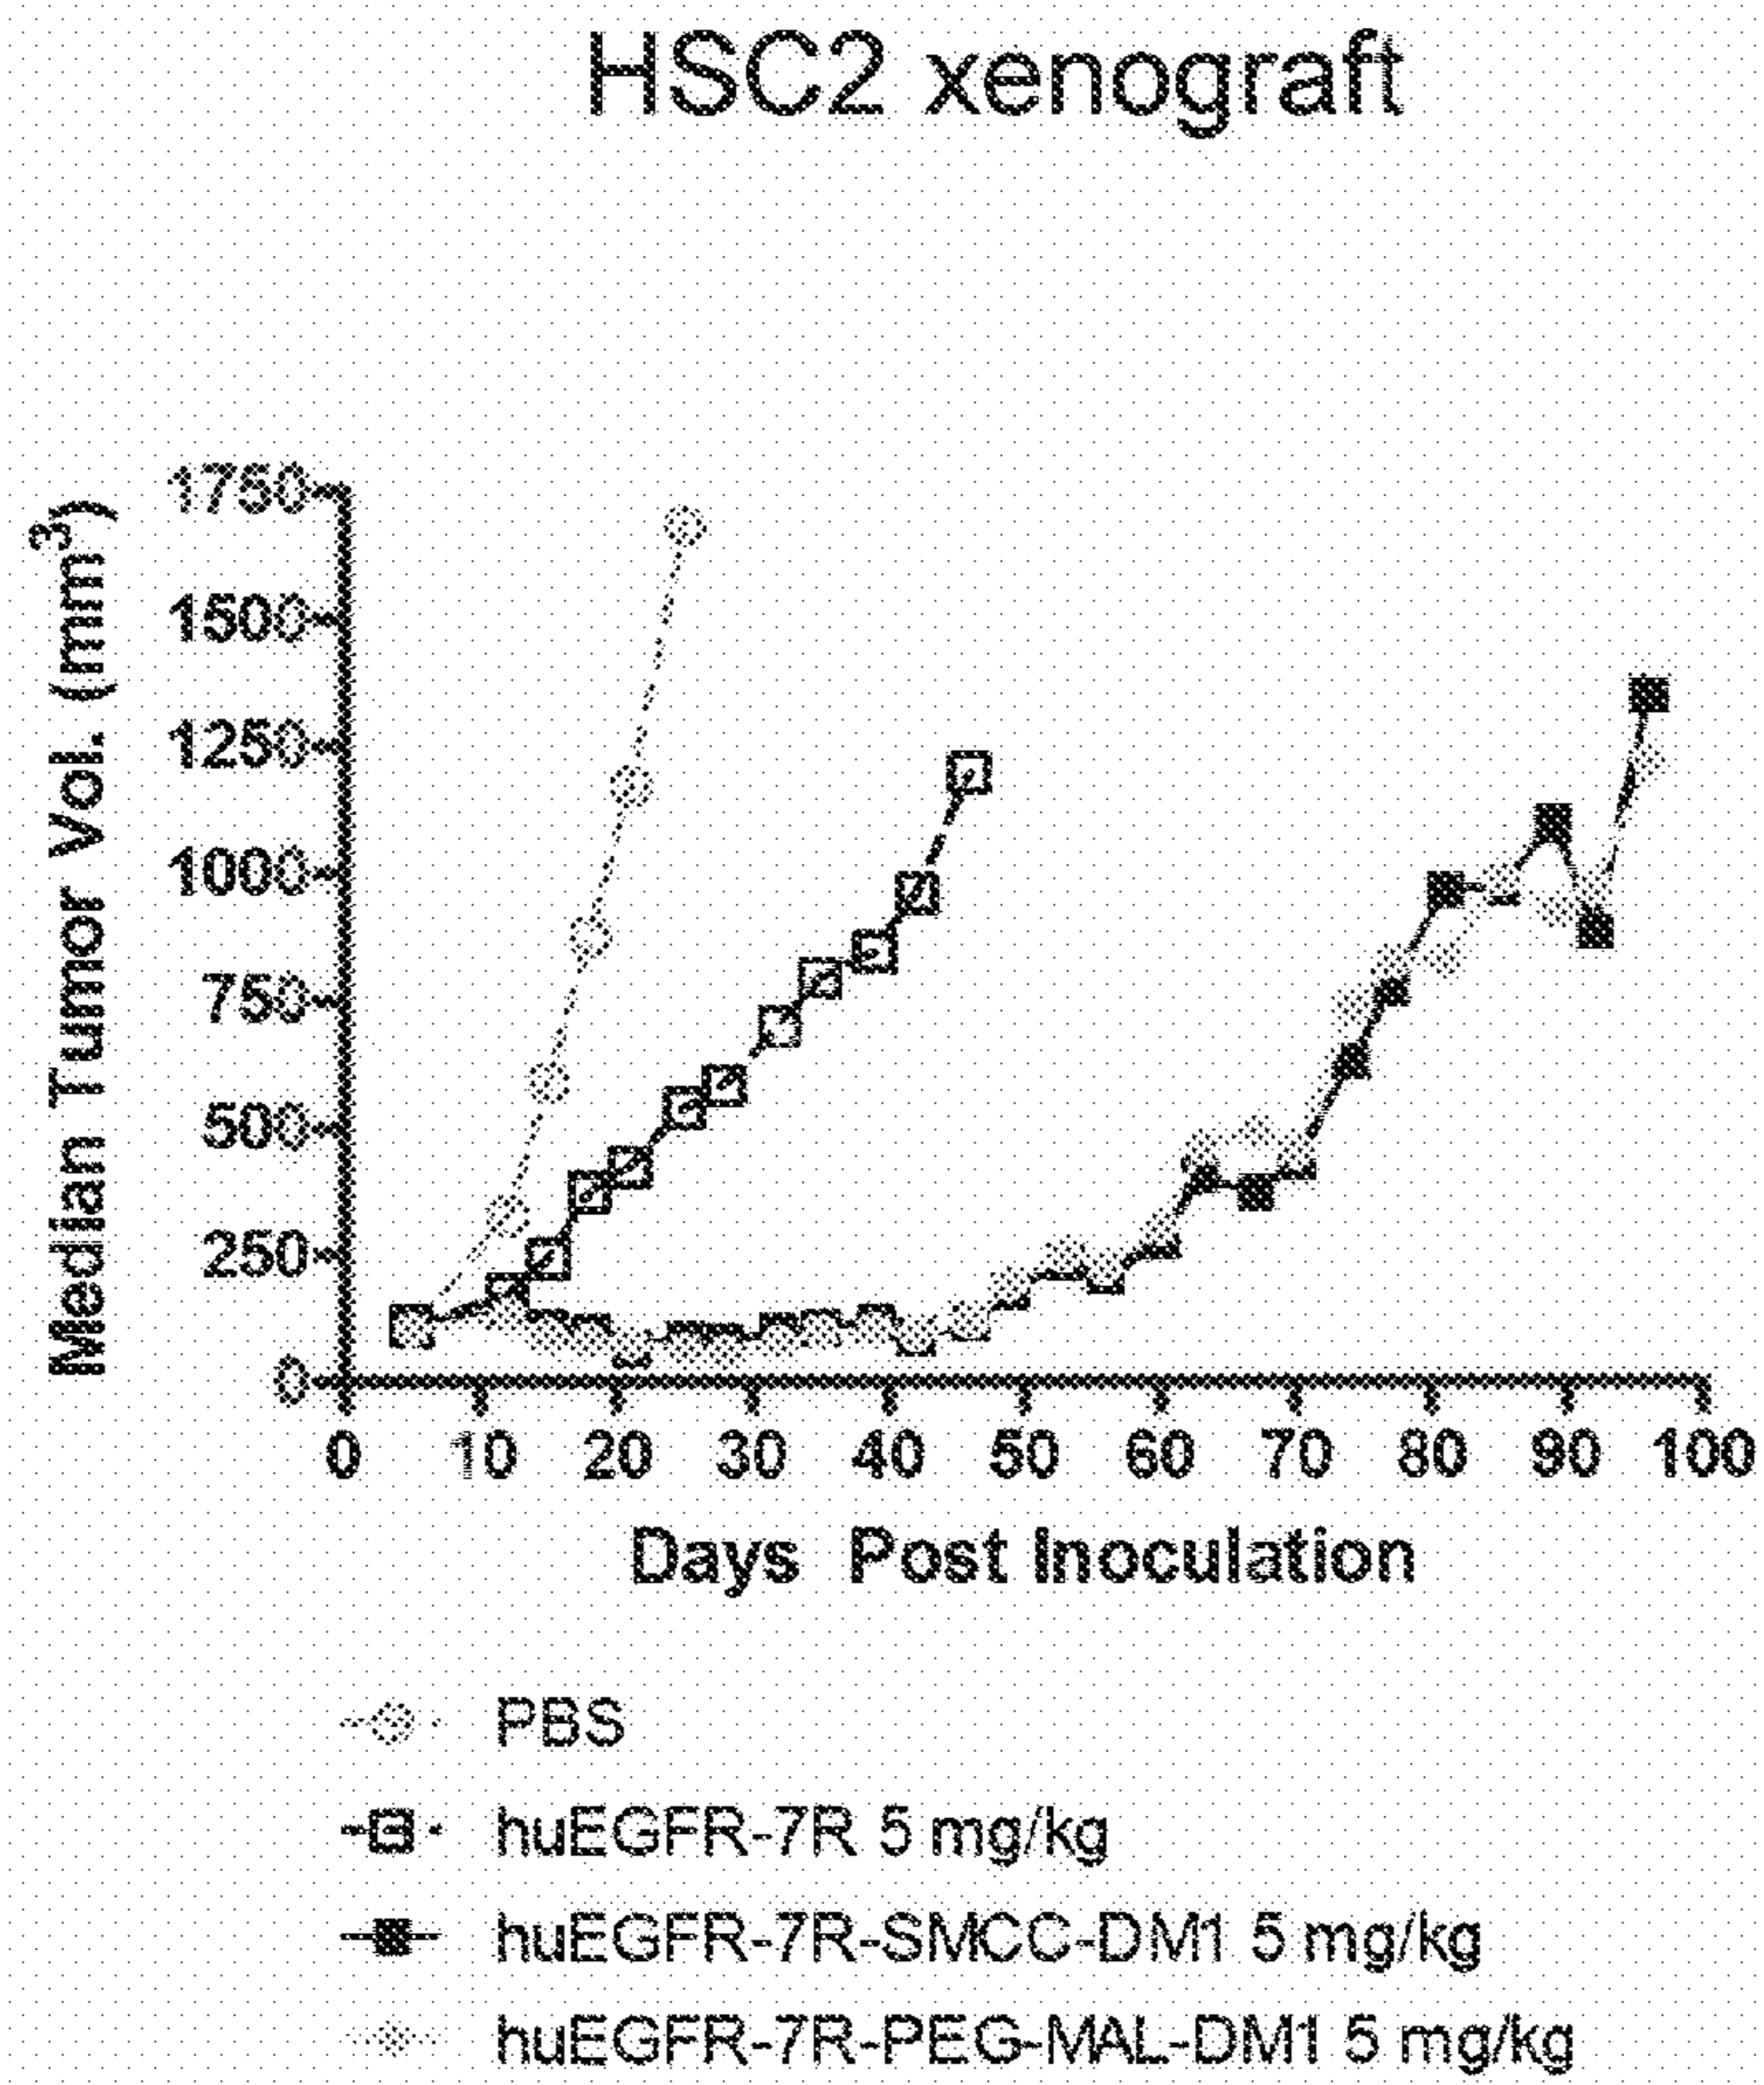 HSC2 xenograft
Median Tumor Vol. (mm³)
1750
1500
1250
1000
750
500
250
0
0 10 20 30 40 50 60 70 80 90 100
Days Post Inoculation
PBS
huEGFR-7R 5 mg/kg
huEGFR-7R-SMCC-DM1 5 mg/kg
huEGFR-7R-PEG-MAL-DM1 5 mg/kg